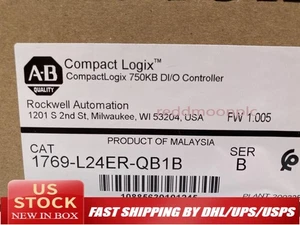 A-B
QUALITY
Compact Logix™
CompactLogix 750KB DI/O Controller
Rockwell Automation
1201 S 2nd St, Milwaukee, WI 53204, USA
FW 1.005
reddmoonplc
PRODUCT OF MALAYSIA
CAT
1769-L24ER-QB1B
SER
B
US
STOCK
NEW IN BOX
FAST SHIPPING BY DHL/UPS/USPS